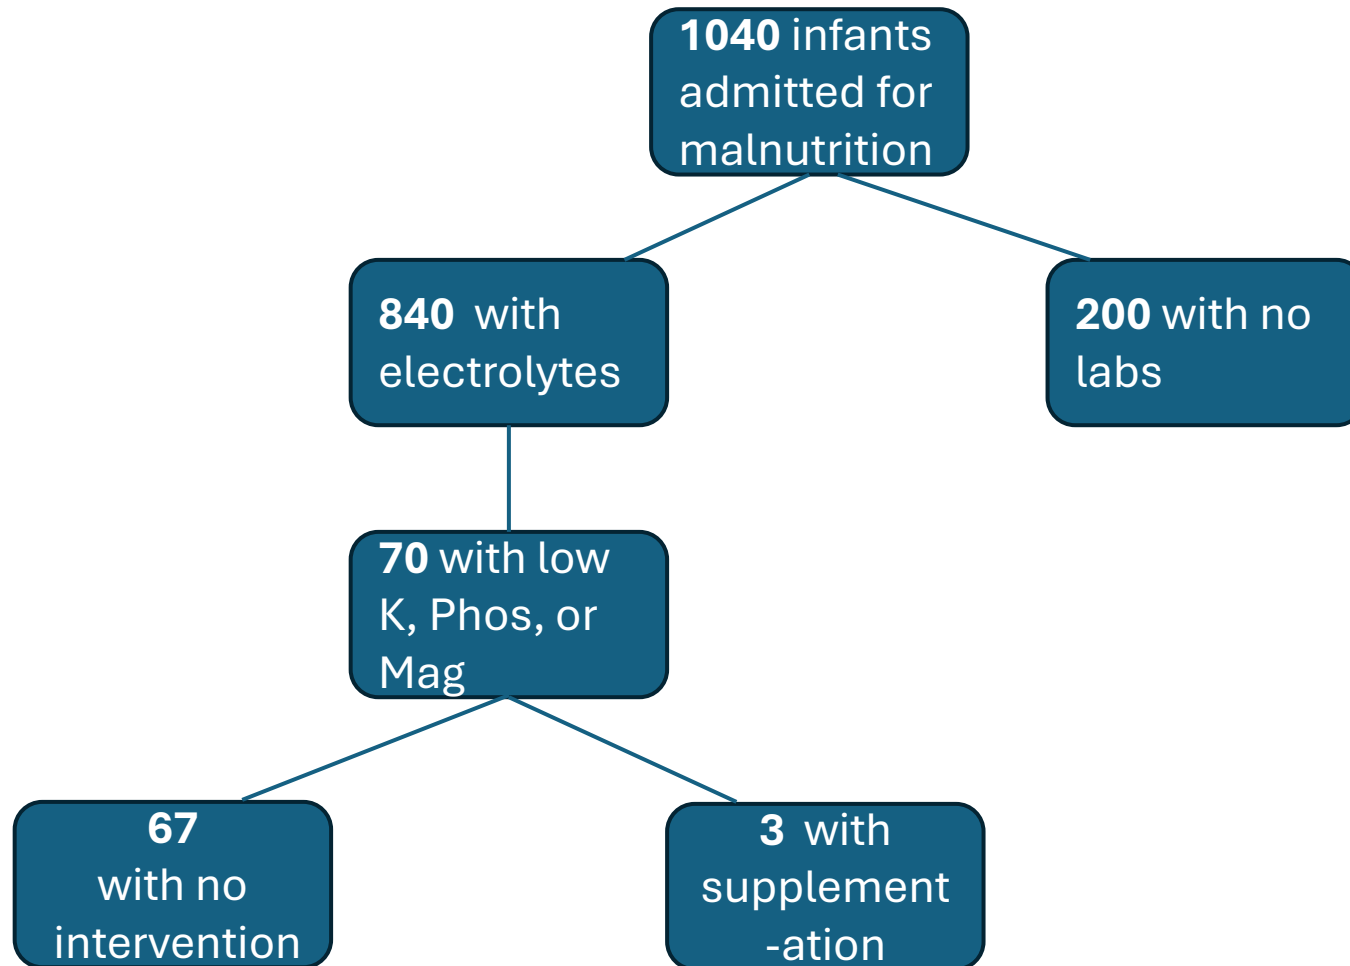 1040 infants
admitted for
malnutrition
840 with
electrolytes
200 with no
labs
70 with low
K, Phos, or
Mag
67
with no
intervention
3 with
supplement
-ation